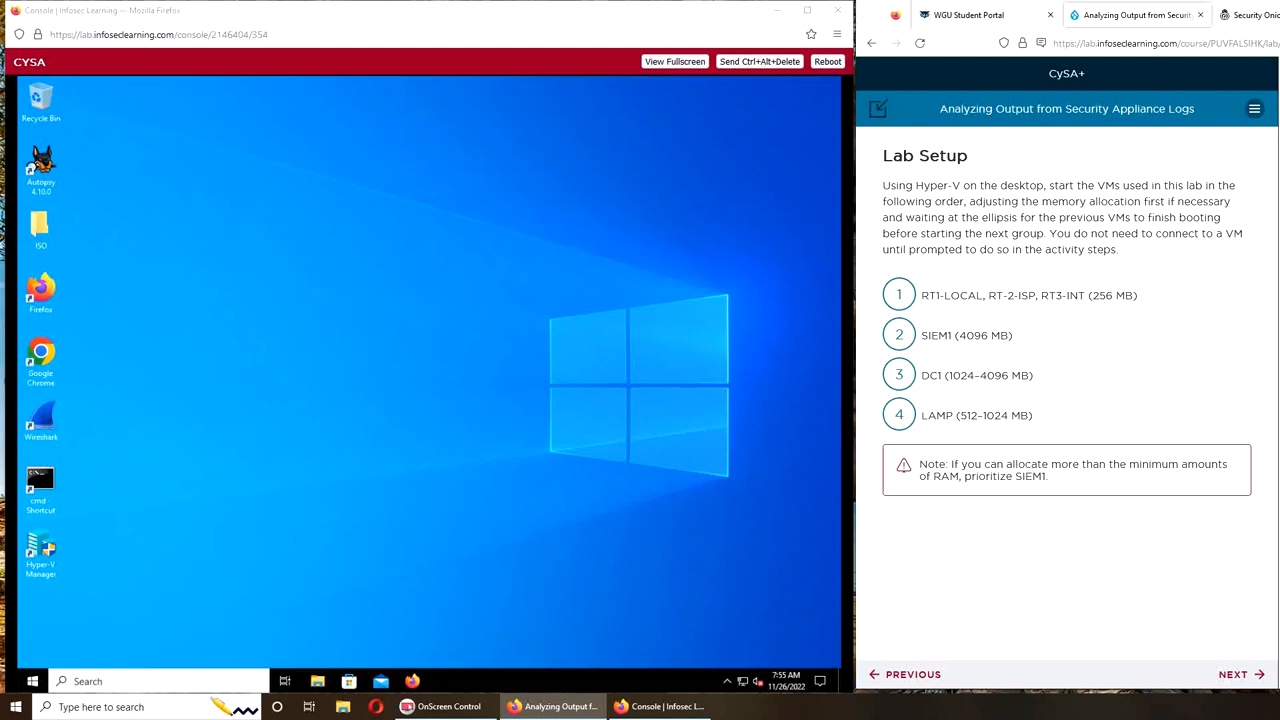 Console | Infosec Learning — Mozilla Firefox
https://lab.infoseclearning.com/console/2146404/354
CYSA
View Fullscreen
Send Ctrl+Alt+Delete
Reboot
Recycle Bin
Autopsy
4.10.0
ISO
Firefox
Google
Chrome
Wireshark
cmd -
Shortcut
Hyper-V
Manager
Search
7:55 AM
11/26/2022
WGU Student Portal
Analyzing Output from Securit
Security Onio
https://lab.infoseclearning.com/course/PUVFALSIHK/lab
CySA+
Analyzing Output from Security Appliance Logs
Lab Setup
Using Hyper-V on the desktop, start the VMs used in this lab in the
following order, adjusting the memory allocation first if necessary
and waiting at the ellipsis for the previous VMs to finish booting
before starting the next group. You do not need to connect to a VM
until prompted to do so in the activity steps.
1 RT1-LOCAL, RT-2-ISP, RT3-INT (256 MB)
2 SIEM1 (4096 MB)
3 DC1 (1024–4096 MB)
4 LAMP (512–1024 MB)
Note: If you can allocate more than the minimum amounts
of RAM, prioritize SIEM1.
PREVIOUS
NEXT
Type here to search
OnScreen Control
Analyzing Output f...
Console | Infosec L...